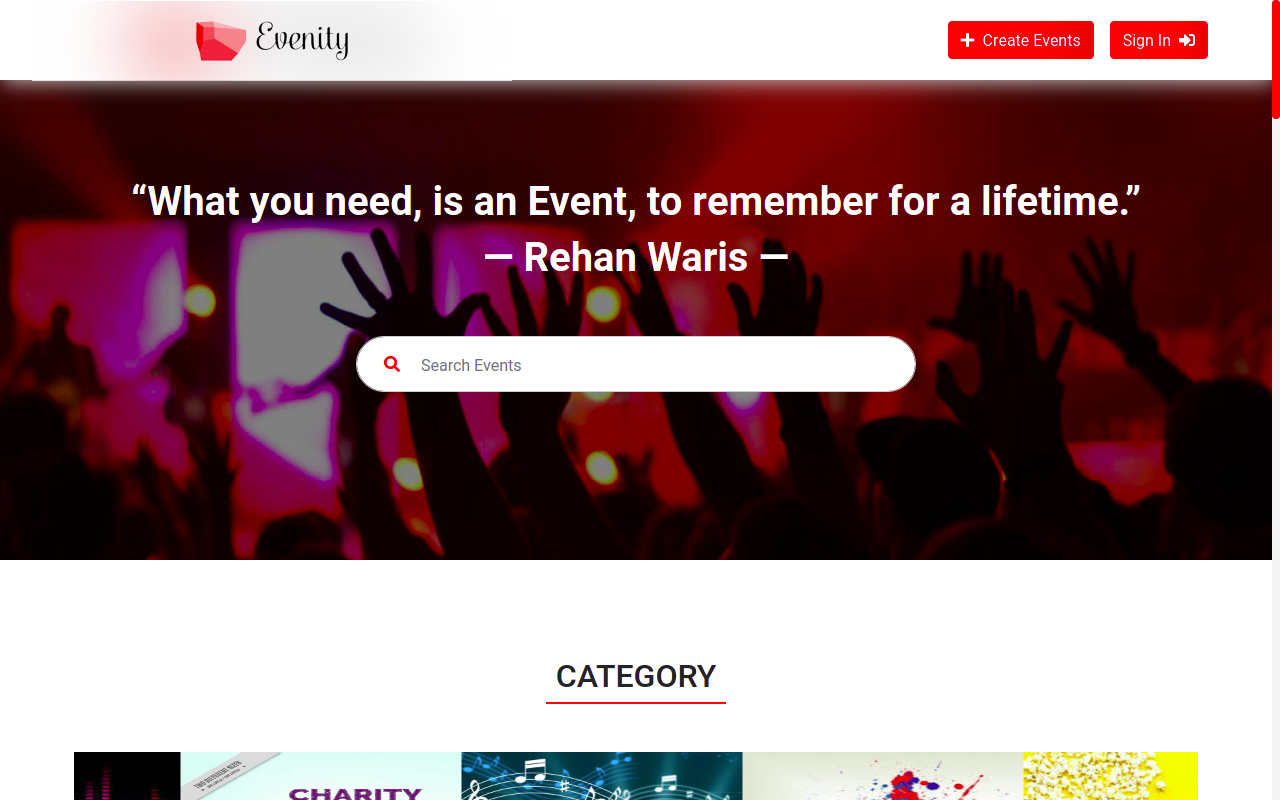 Evenity
Create Events
Sign In
“What you need, is an Event, to remember for a lifetime.”
— Rehan Waris —
Search Events
CATEGORY
CHARITY